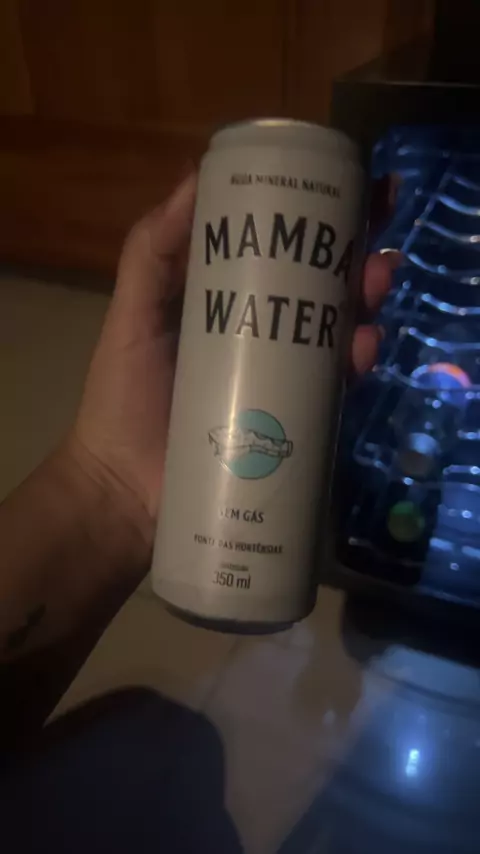 ÁGUA MINERAL NATURAL
MAMBA
WATER
SEM GÁS
FONTE DAS HORTÊNSIAS
350 ml